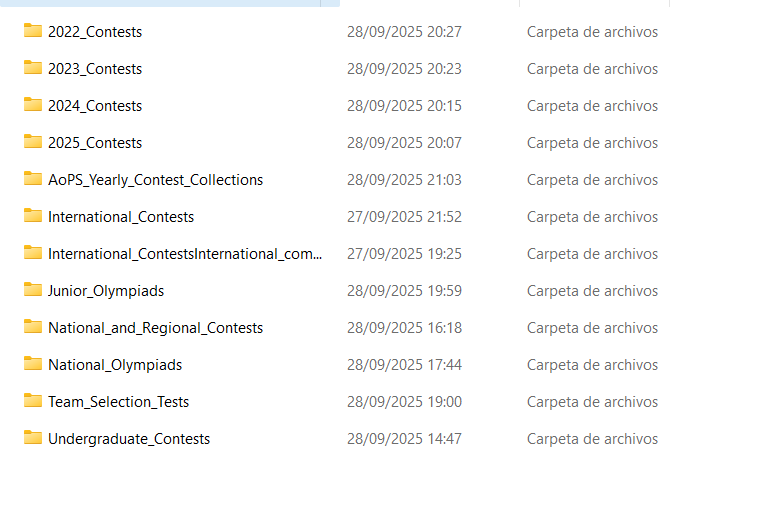 2022_Contests 28/09/2025 20:27 Carpeta de archivos
2023_Contests 28/09/2025 20:23 Carpeta de archivos
2024_Contests 28/09/2025 20:15 Carpeta de archivos
2025_Contests 28/09/2025 20:07 Carpeta de archivos
AoPS_Yearly_Contest_Collections 28/09/2025 21:03 Carpeta de archivos
International_Contests 27/09/2025 21:52 Carpeta de archivos
International_ContestsInternational_com... 27/09/2025 19:25 Carpeta de archivos
Junior_Olympiads 28/09/2025 19:59 Carpeta de archivos
National_and_Regional_Contests 28/09/2025 16:18 Carpeta de archivos
National_Olympiads 28/09/2025 17:44 Carpeta de archivos
Team_Selection_Tests 28/09/2025 19:00 Carpeta de archivos
Undergraduate_Contests 28/09/2025 14:47 Carpeta de archivos